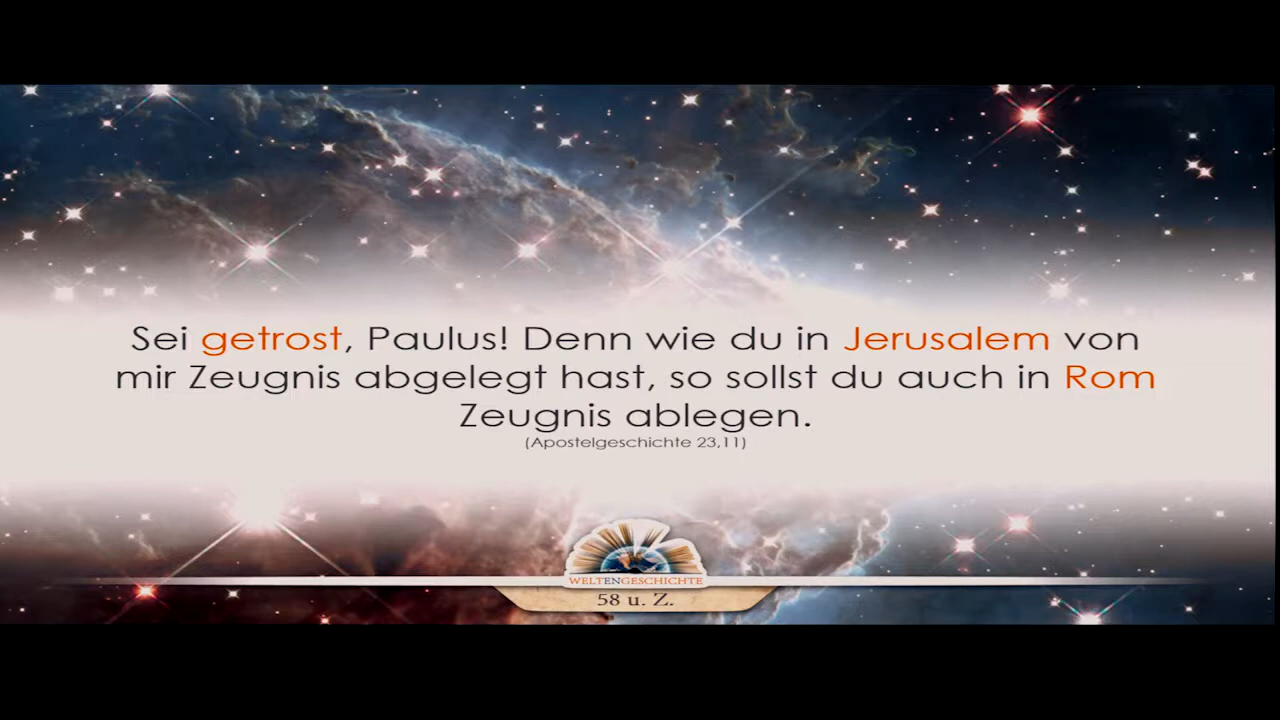 Sei getrost, Paulus! Denn wie du in Jerusalem von
mir Zeugnis abgelegt hast, so sollst du auch in Rom
Zeugnis ablegen.
(Apostelgeschichte 23,11)
WELTENGESCHICHTE
58 u. Z.